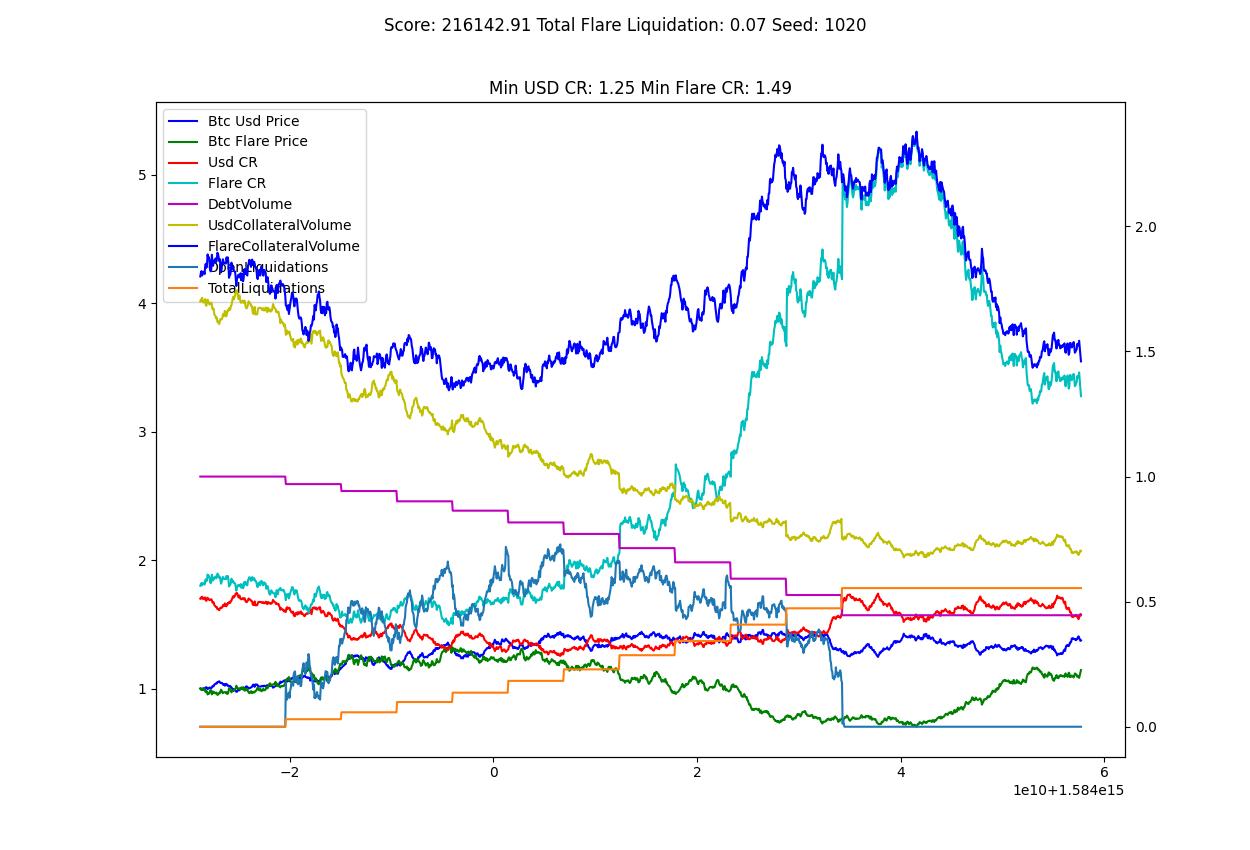 Score: 216142.91 Total Flare Liquidation: 0.07 Seed: 1020
Min USD CR: 1.25 Min Flare CR: 1.49
Btc Usd Price
Btc Flare Price
Usd CR
Flare CR
DebtVolume
UsdCollateralVolume
FlareCollateralVolume
OpenLiquidations
TotalLiquidations
5
4
3
2
1
2.0
1.5
1.0
0.5
0.0
−2
0
2
4
6
1e10+1.584e15